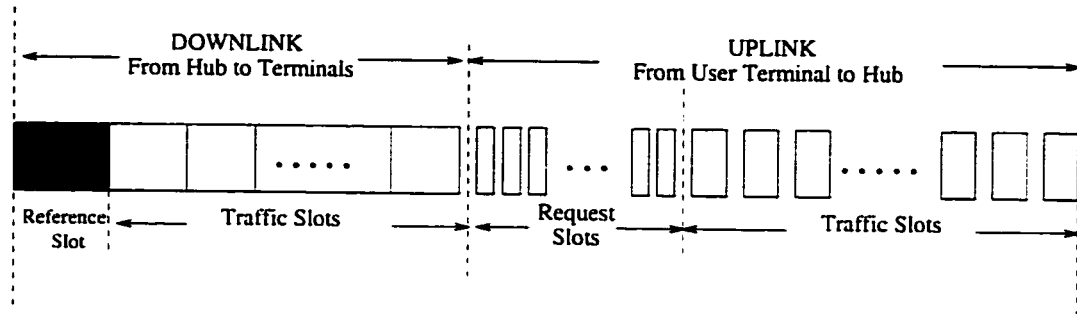 DOWNLINK
From Hub to Terminals
UPLINK
From User Terminal to Hub
Reference
Slot
Traffic Slots
Request
Slots
Traffic Slots